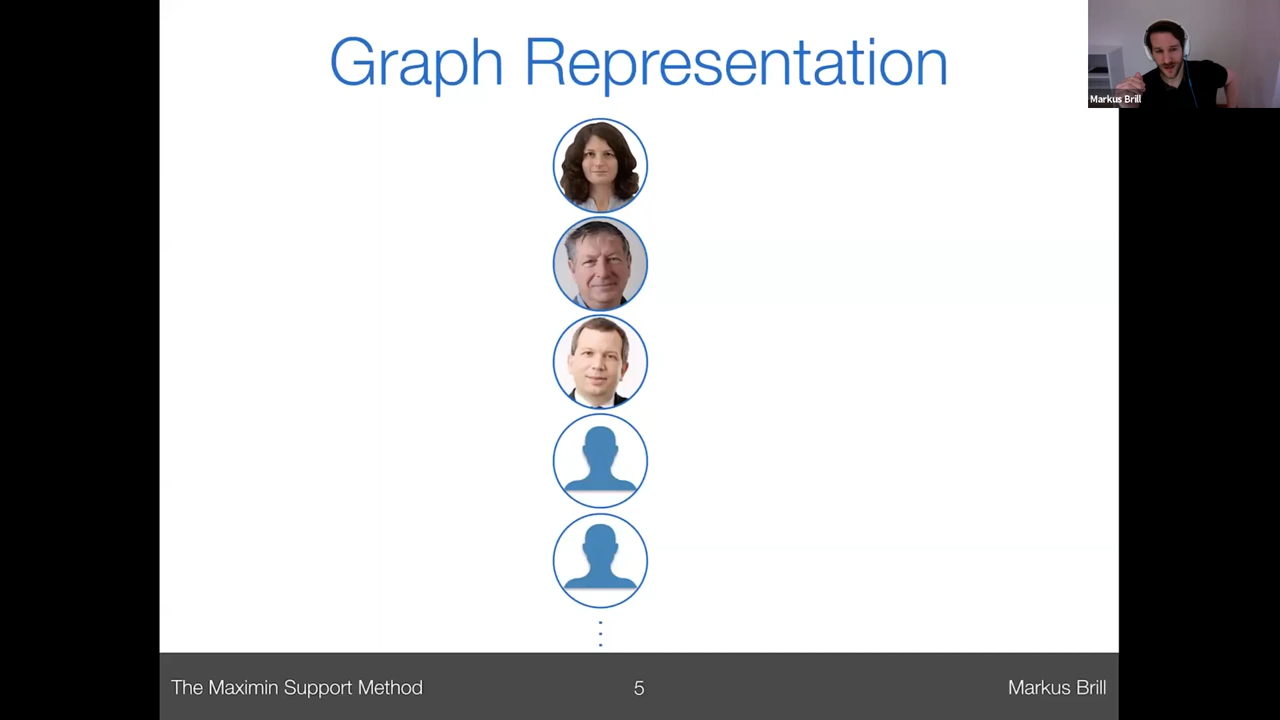 Graph Representation
Markus Brill
The Maximin Support Method
5
Markus Brill